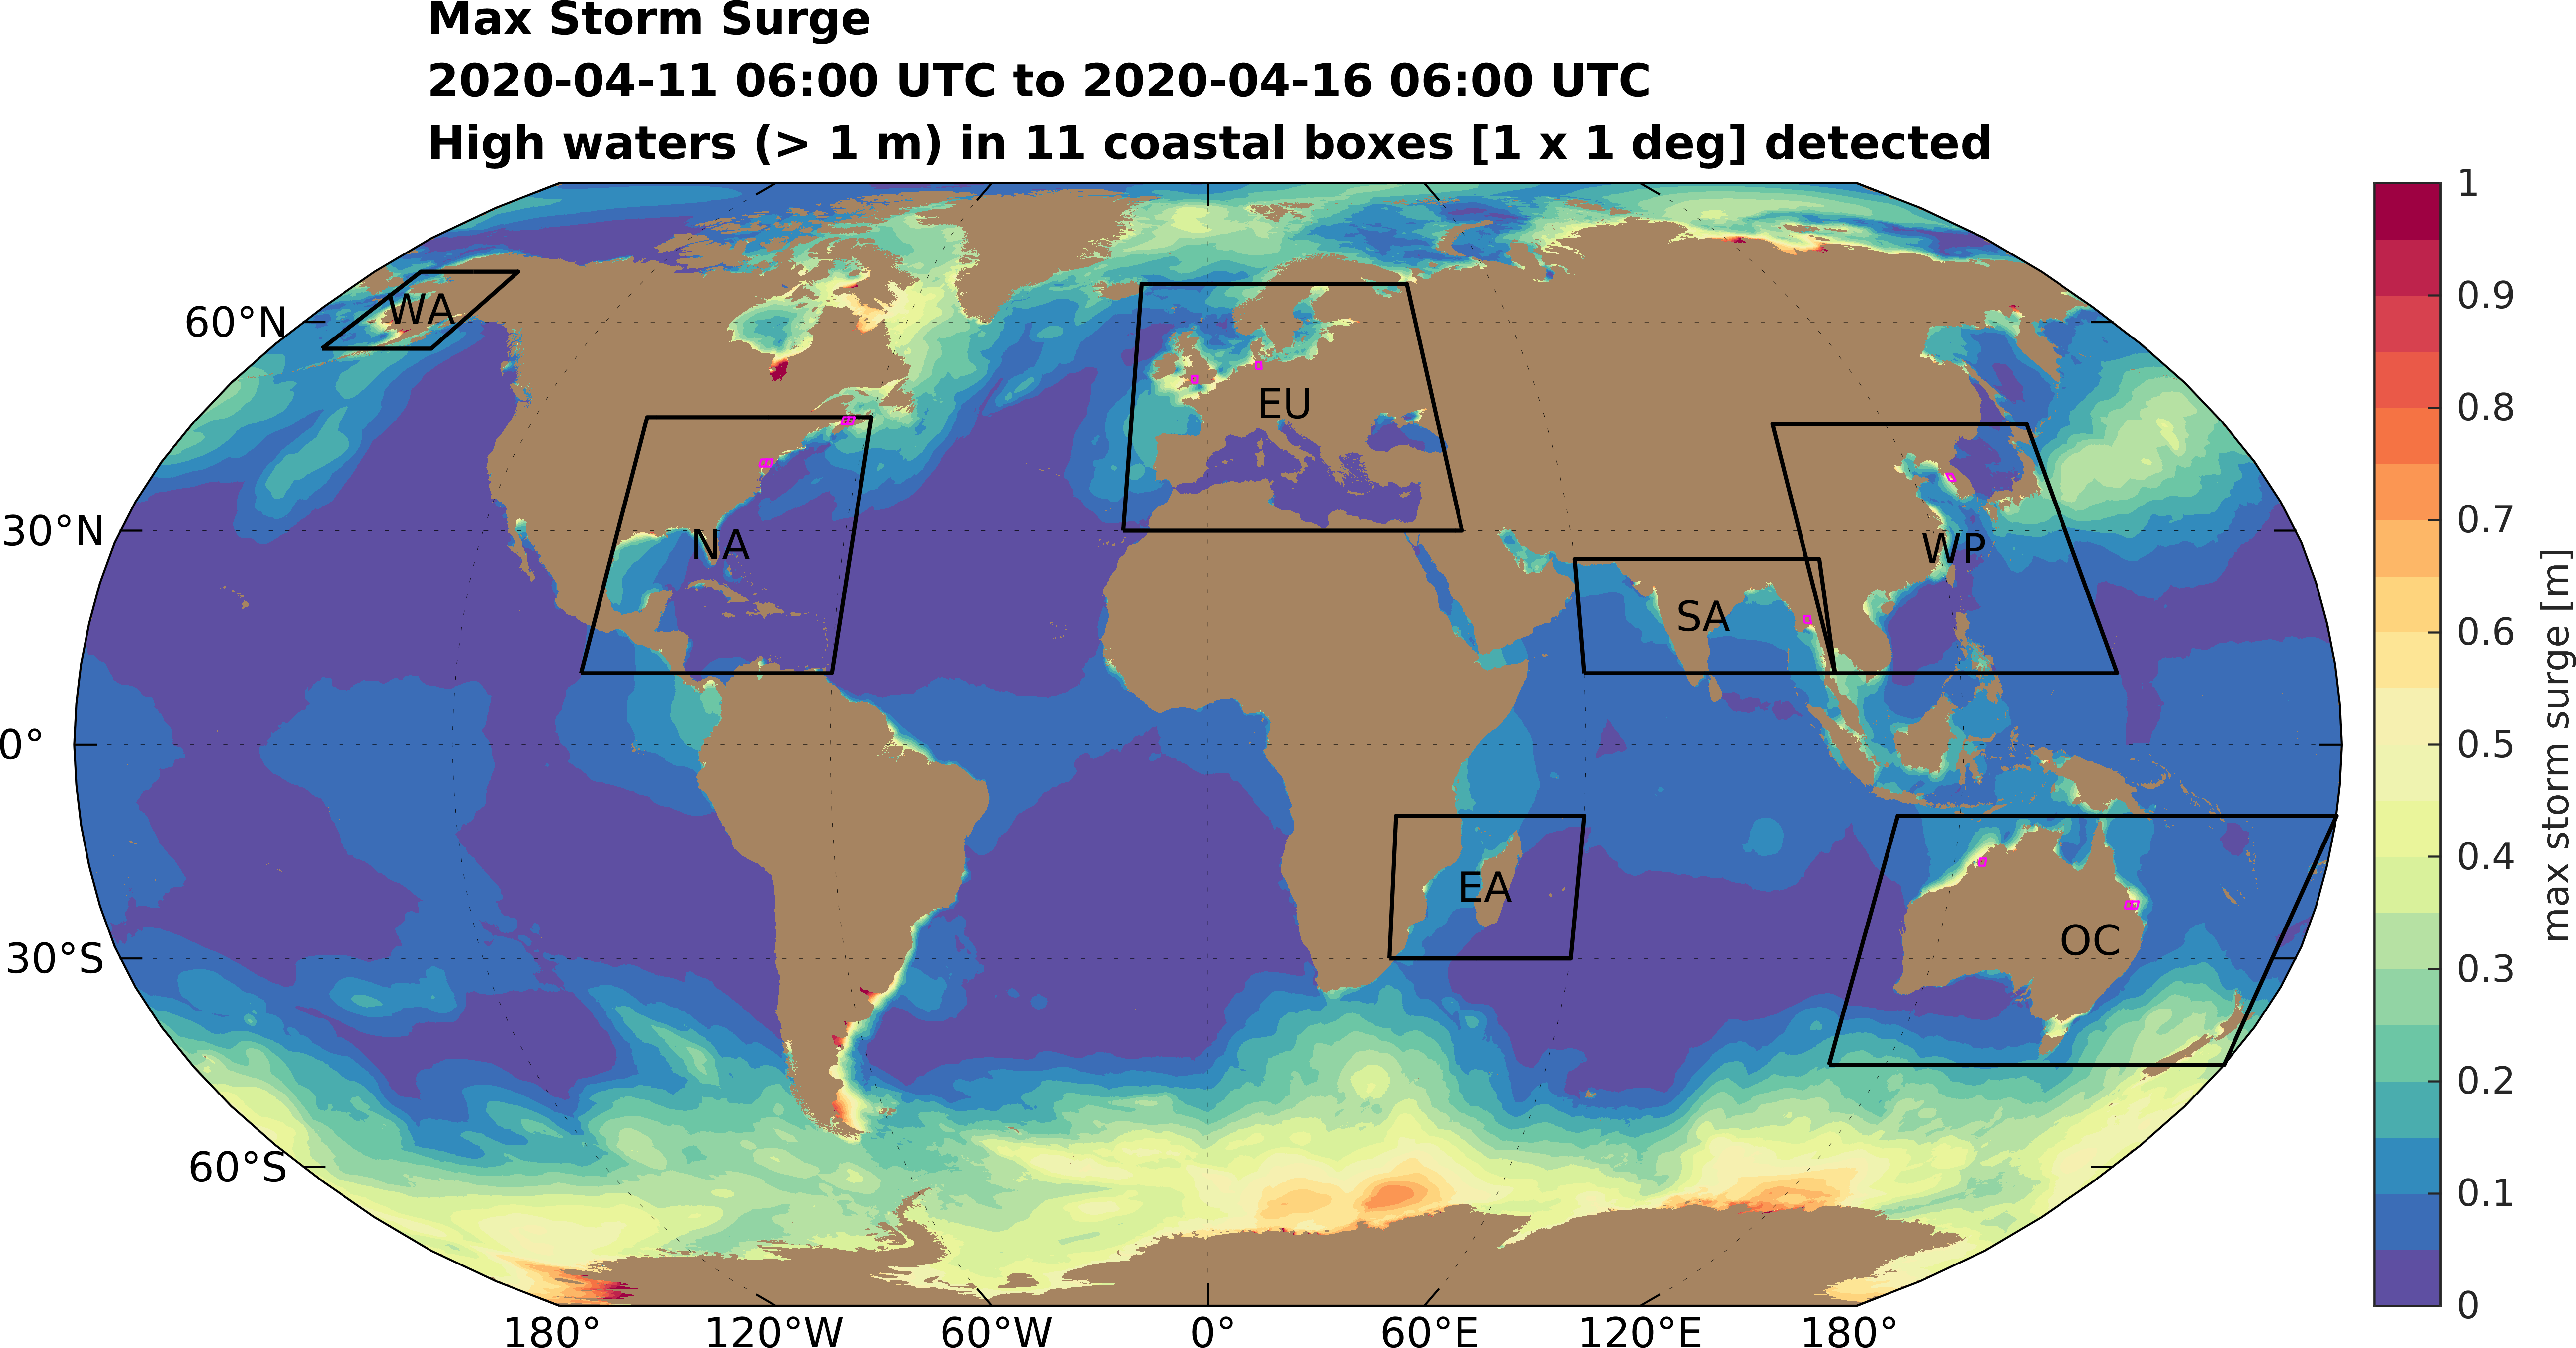 Max Storm Surge
2020-04-11 06:00 UTC to 2020-04-16 06:00 UTC
High waters (> 1 m) in 11 coastal boxes [1 x 1 deg] detected
1
0.9
0.8
0.7
0.6
0.5
0.4
0.3
0.2
0.1
0
max storm surge [m]
60°N
30°N
0°
30°S
60°S
WA
EU
NA
WP
SA
EA
OC
180° 120°W 60°W 0° 60°E 120°E 180°